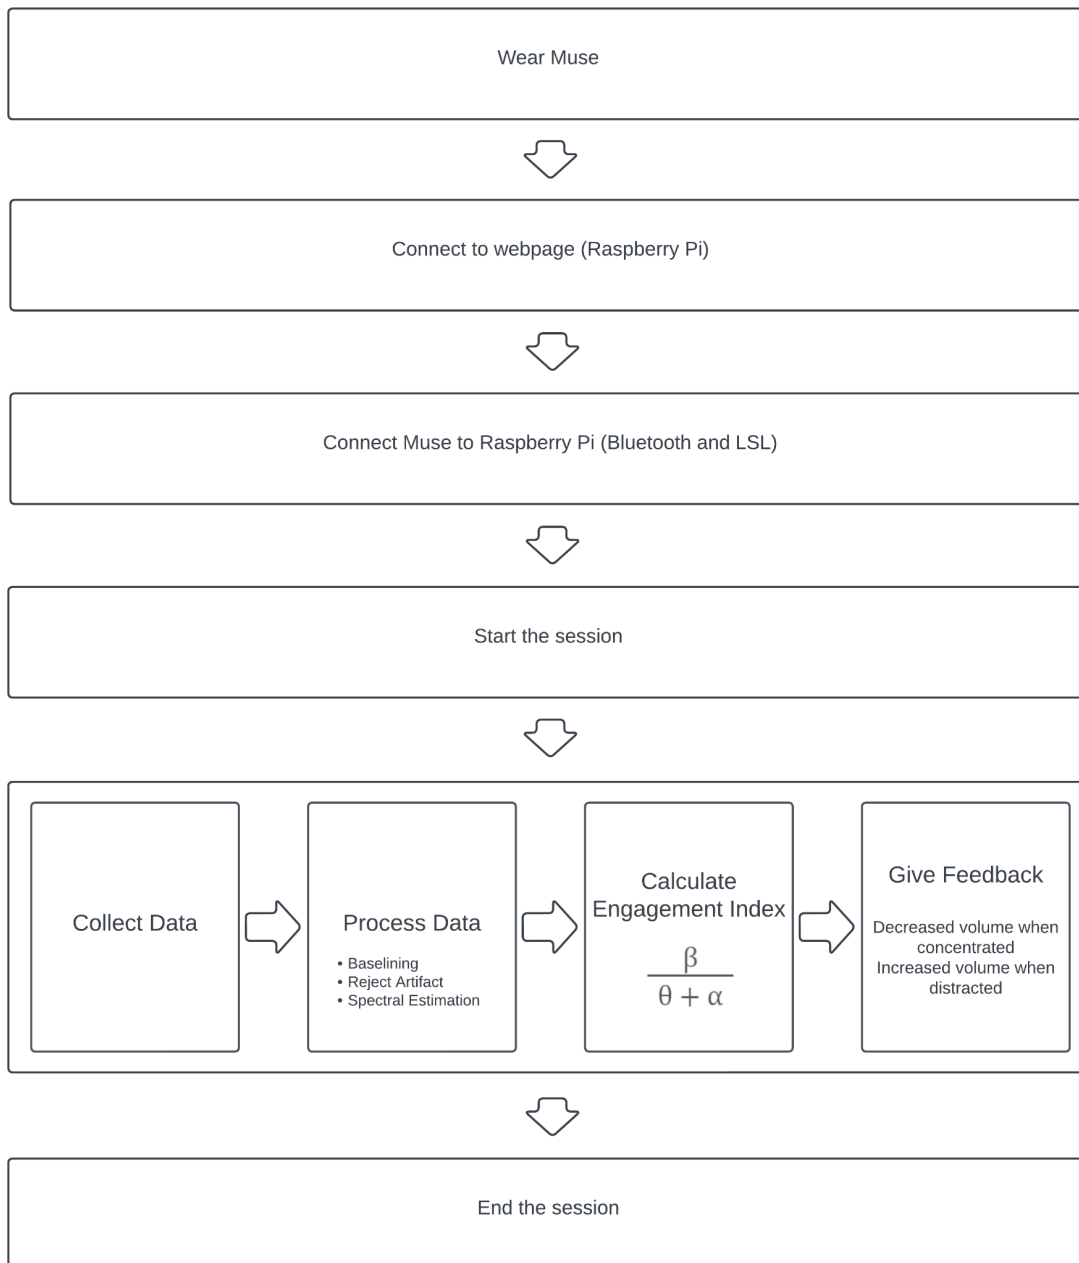 Wear Muse
Connect to webpage (Raspberry Pi)
Connect Muse to Raspberry Pi (Bluetooth and LSL)
Start the session
Collect Data
Process Data
• Baselining
• Reject Artifact
• Spectral Estimation
Calculate
Engagement Index
β
θ + α
Give Feedback
Decreased volume when
concentrated
Increased volume when
distracted
End the session